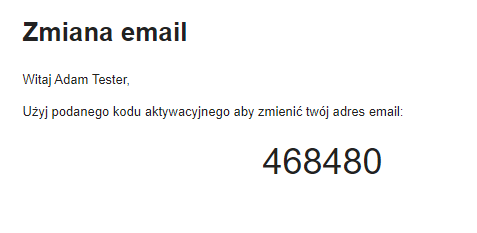 Zmiana email
Witaj Adam Tester,
Użyj podanego kodu aktywacyjnego aby zmienić twój adres email:
468480